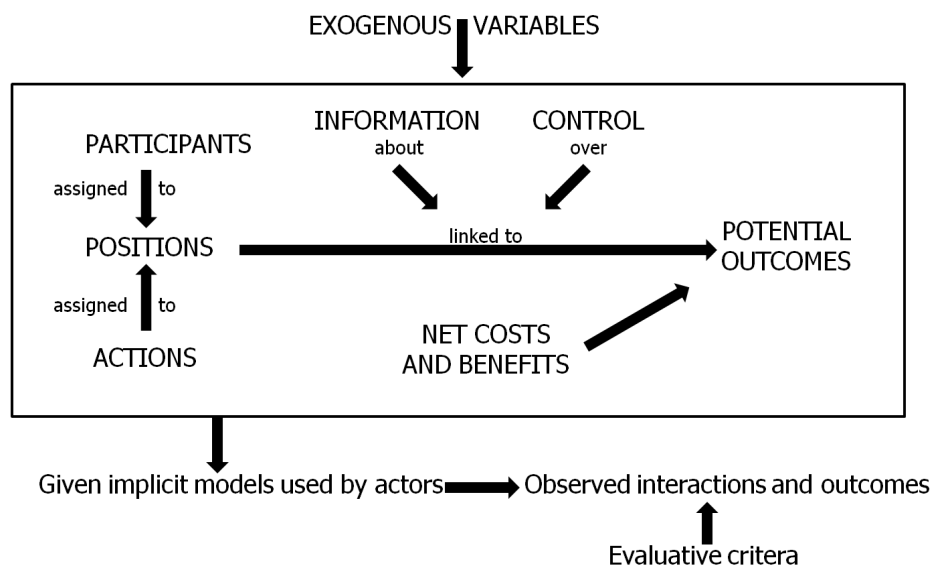 EXOGENOUS VARIABLES
INFORMATION
about
CONTROL
over
PARTICIPANTS
assigned to
POSITIONS
linked to
POTENTIAL
OUTCOMES
assigned to
ACTIONS
NET COSTS
AND BENEFITS
Given implicit models used by actors
Observed interactions and outcomes
Evaluative critera